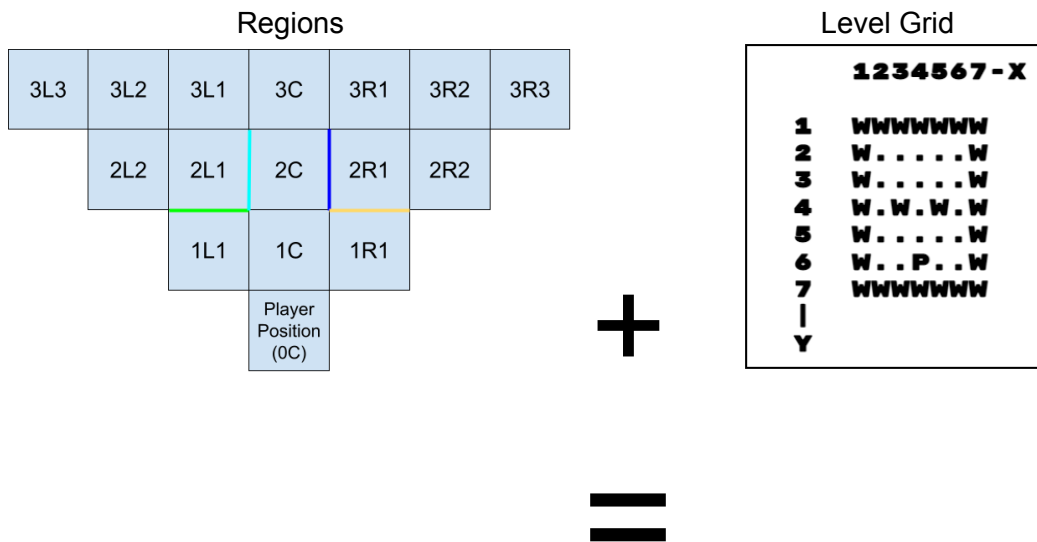 Regions
3L3 3L2 3L1 3C 3R1 3R2 3R3
2L2 2L1 2C 2R1 2R2
1L1 1C 1R1
Player
Position
(0C)
+
Level Grid
1234567-X
1 WWWWWWW
2 W.....W
3 W.....W
4 W.W.W.W
5 W.....W
6 W..P..W
7 WWWWWWW
|
Y
=